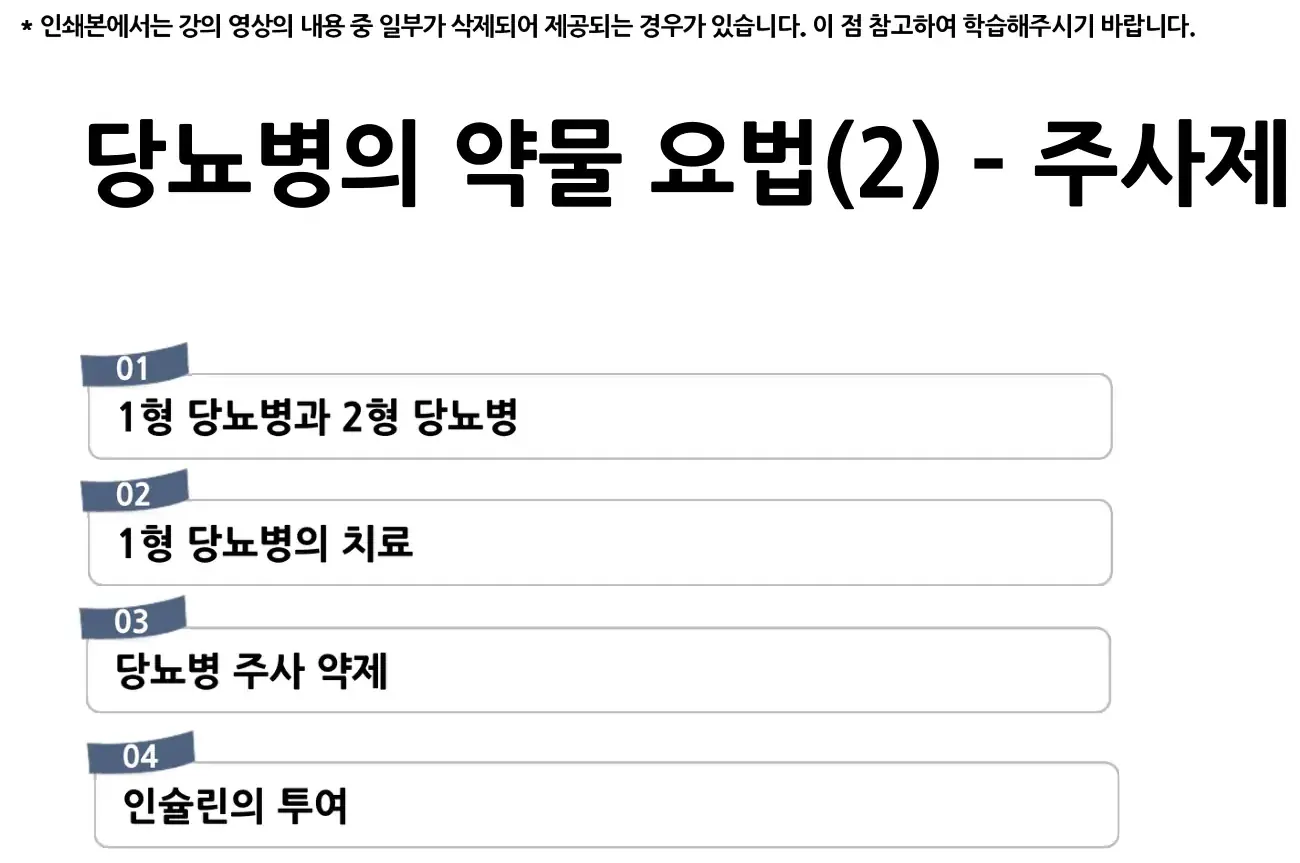 * 인쇄본에서는 강의 영상의 내용 중 일부가 삭제되어 제공되는 경우가 있습니다. 이 점 참고하여 학습해주시기 바랍니다.
당뇨병의 약물 요법(2) - 주사제
01
1형 당뇨병과 2형 당뇨병
02
1형 당뇨병의 치료
03
당뇨병 주사 약제
04
인슐린의 투여